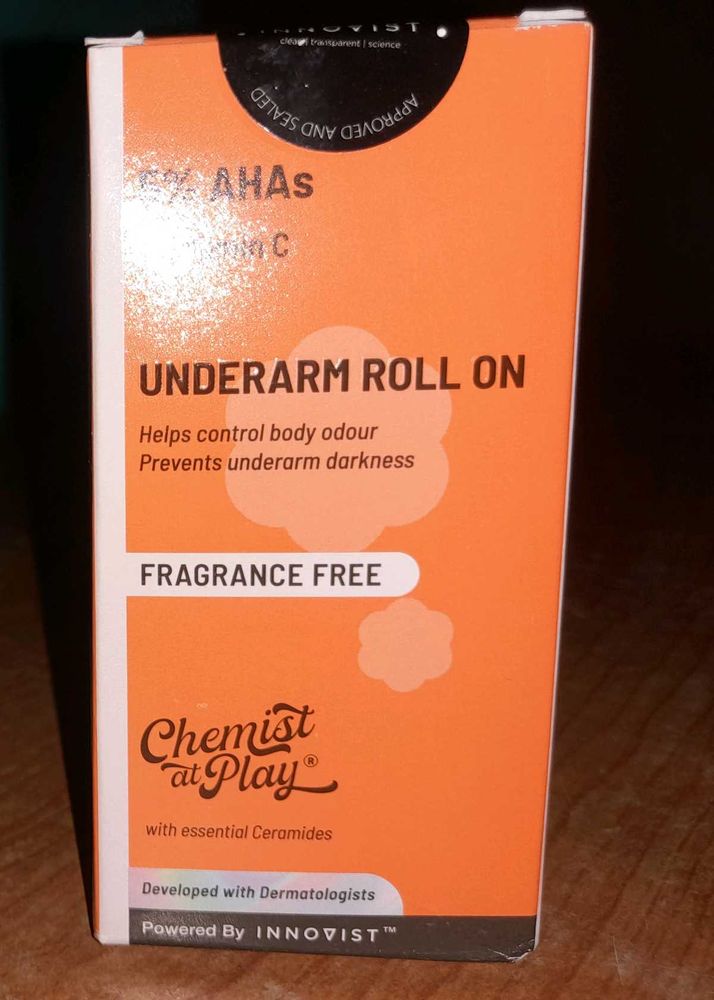 INNOVIST
clean | transparent | science
APPROVED AND SEALED
5% AHAs
C
UNDERARM ROLL ON
Helps control body odour
Prevents underarm darkness
FRAGRANCE FREE
Chemist
at Play®
with essential Ceramides
Developed with Dermatologists
Powered By INNOVIST™